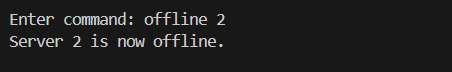 Enter command: offline 2
Server 2 is now offline.